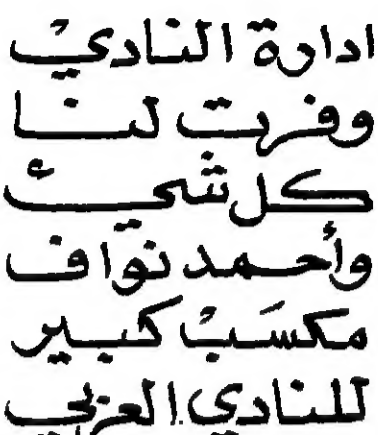 ادارة النادي
وفرت لنا
كل شيء
وأحمد نواف
مكسب كبير
للنادي العربي